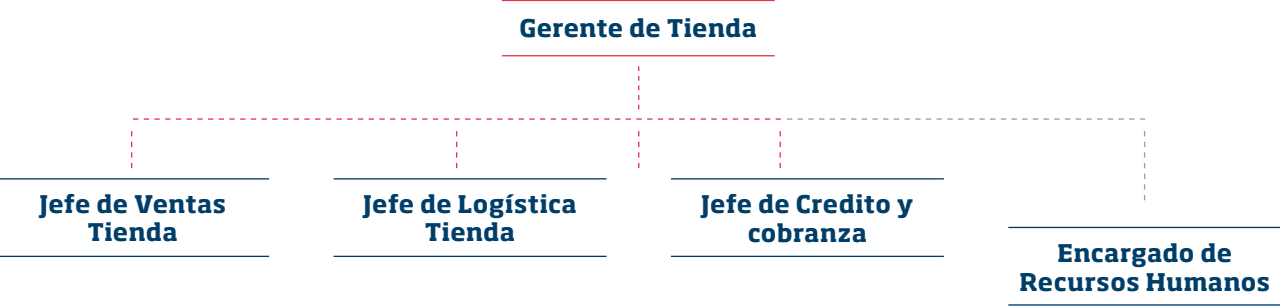 Gerente de Tienda
Jefe de Ventas
Tienda
Jefe de Logística
Tienda
Jefe de Credito y
cobranza
Encargado de
Recursos Humanos